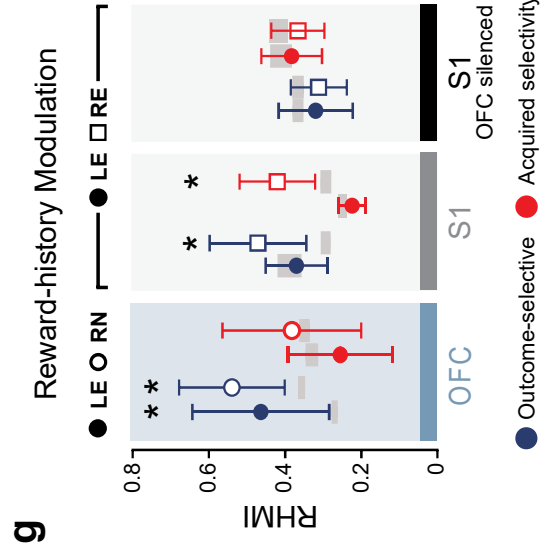 g
Reward-history Modulation
LE RN
LE RE
RHMI
0.8
0.6
0.4
0.2
0
*
*
*
*
OFC
S1
S1
OFC silenced
Outcome-selective
Acquired selectivity